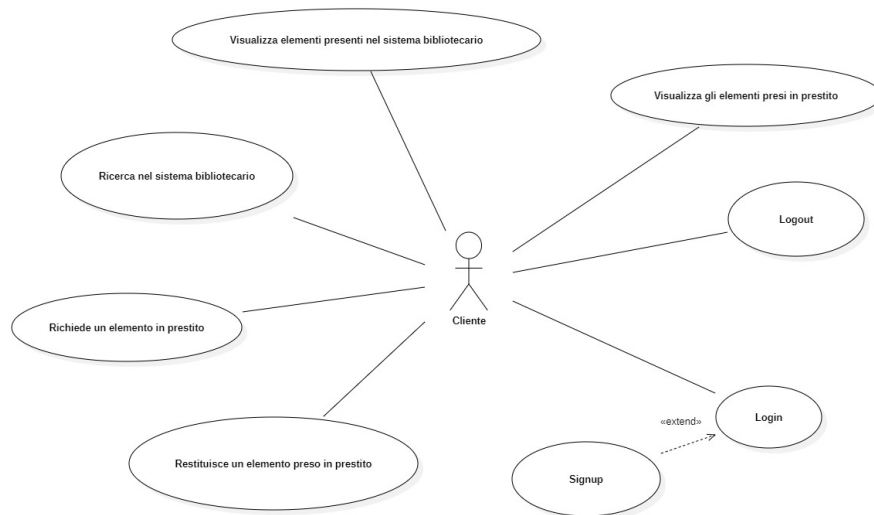 Visualizza elementi presenti nel sistema bibliotecario
Visualizza gli elementi presi in prestito
Ricerca nel sistema bibliotecario
Logout
Cliente
Richiede un elemento in prestito
Login
«extend»
Restituisce un elemento preso in prestito
Signup